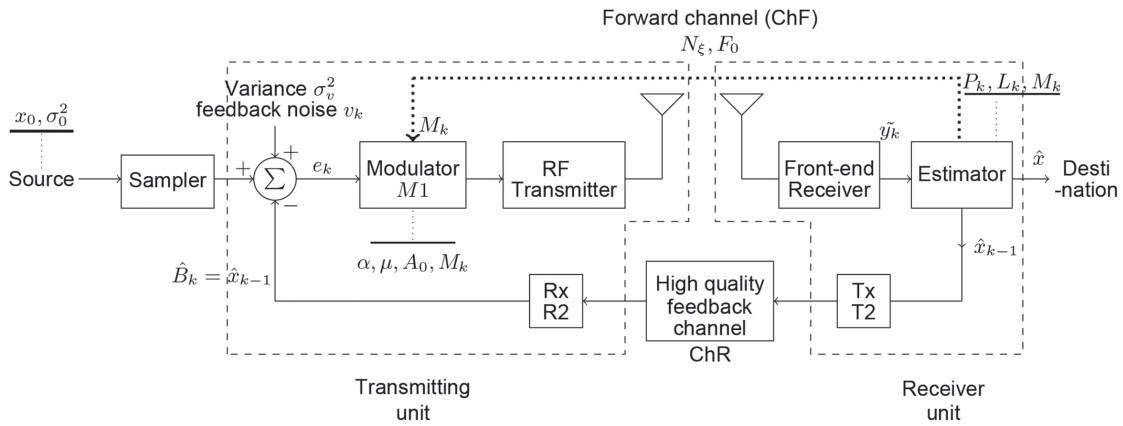 Forward channel (ChF)
N_ξ, F_0
Variance σ_v^2
feedback noise v_k
P_k, L_k, M_k
x_0, σ_0^2
M_k
ỹ_k
+
+
e_k
x̂
Source
Sampler
Σ
Modulator
M1
RF
Transmitter
Front-end
Receiver
Estimator
Desti
-nation
−
x̂_{k−1}
α, μ, A_0, M_k
B̂_k = x̂_{k−1}
Rx
R2
High quality
feedback
channel
Tx
T2
ChR
Transmitting
unit
Receiver
unit